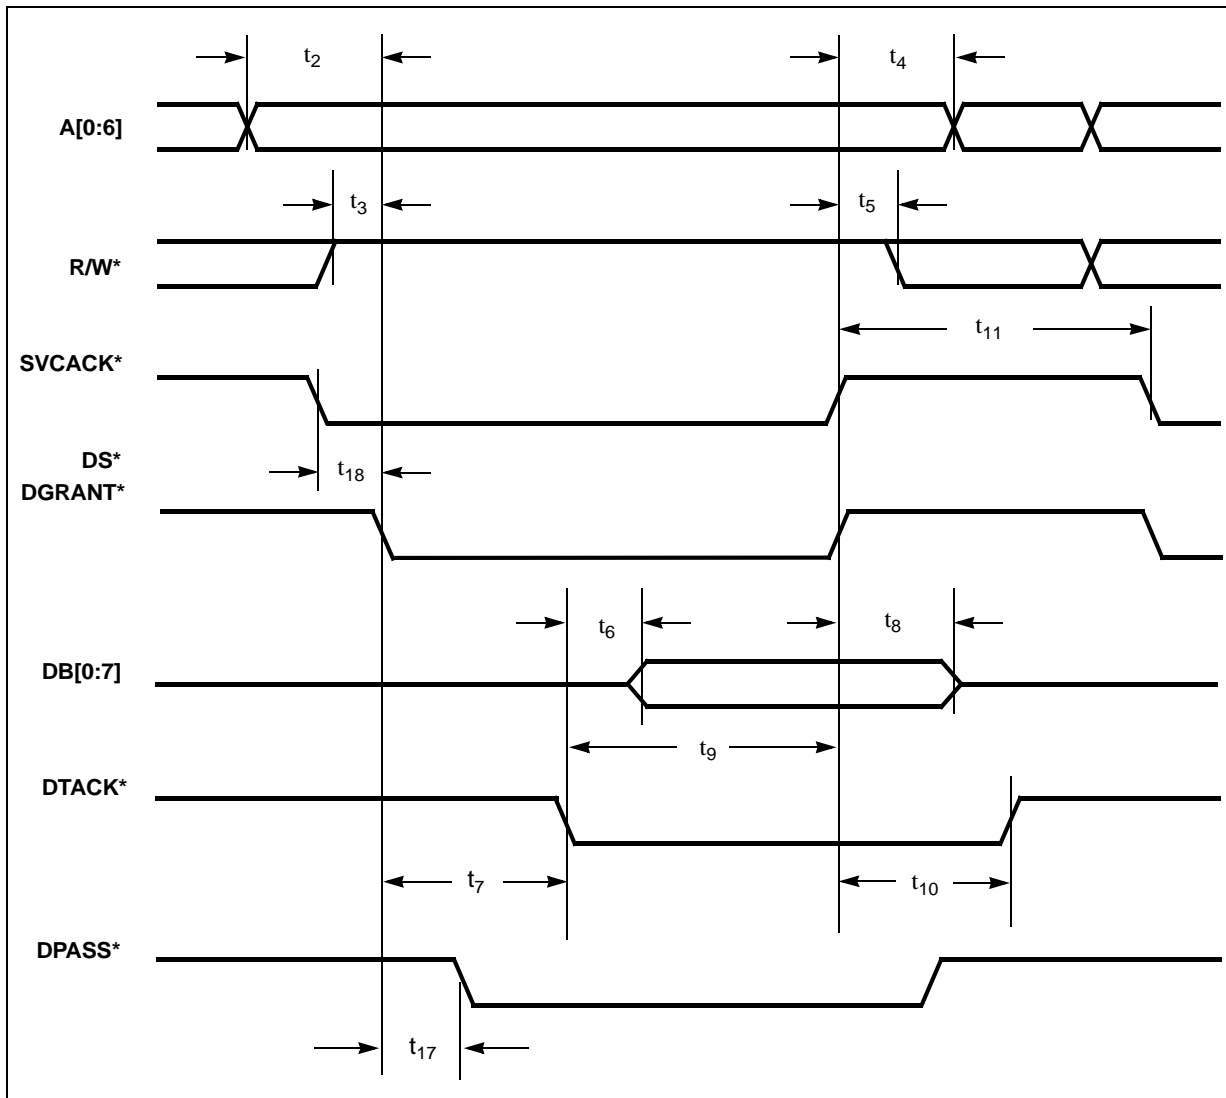 t2
t4
A[0:6]
t3
t5
R/W*
t11
SVCACK*
DS*
t18
DGRANT*
t6
t8
DB[0:7]
t9
DTACK*
t7
t10
DPASS*
t17